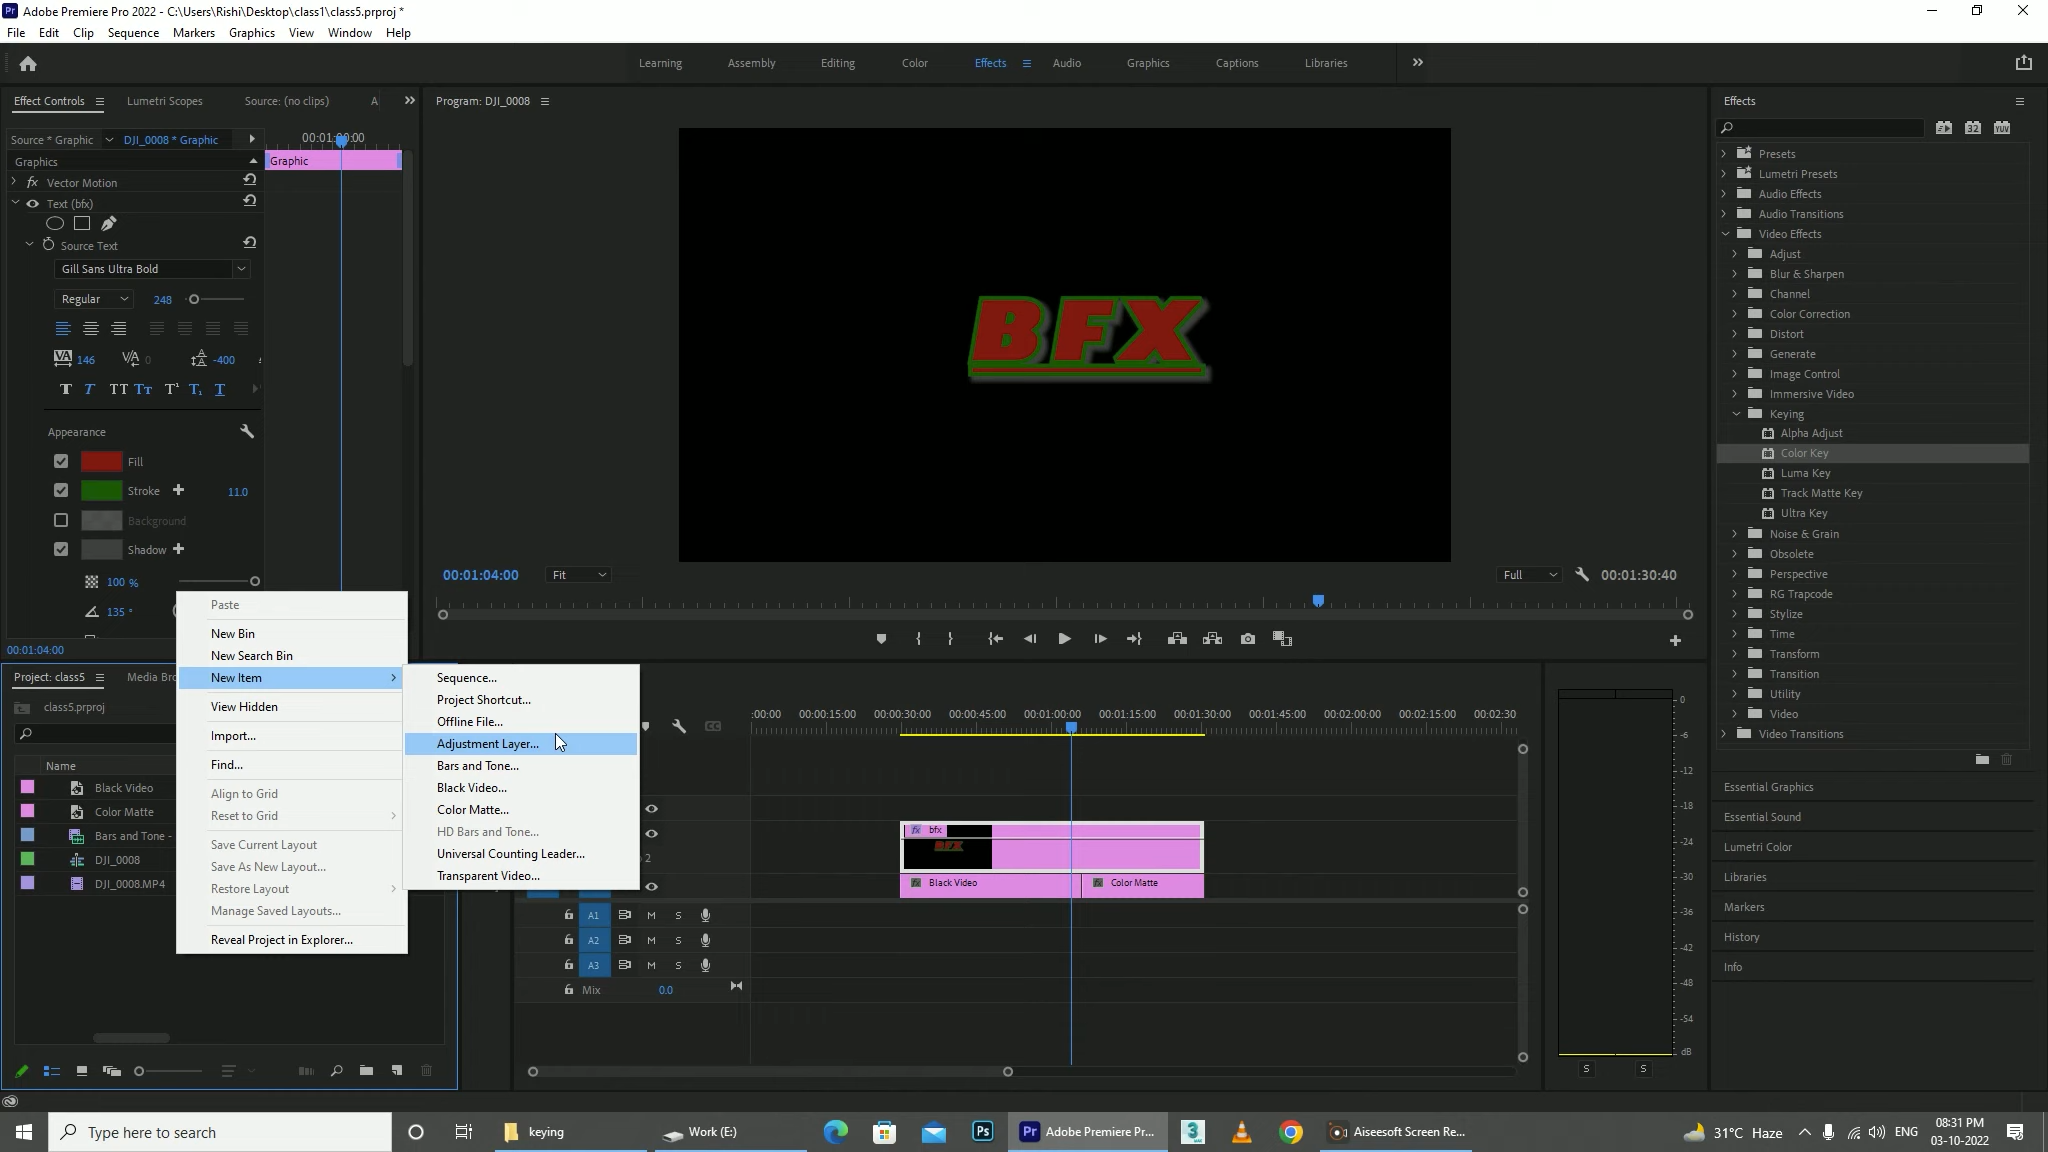 Adobe Premiere Pro 2022 - C:\Users\Rishi\Desktop\class1\class5.prproj *
File Edit Clip Sequence Markers Graphics View Window Help
Learning Assembly Editing Color Effects Audio Graphics Captions Libraries
Effect Controls Lumetri Scopes Source: (no clips) A
Program: DJI_0008
Effects
Source * Graphic DJI_0008 * Graphic
Graphics
Graphic
Vector Motion
Text (bfx)
Source Text
Gill Sans Ultra Bold
Regular 248
146 0 -400
Appearance
Fill
Stroke 11.0
Background
Shadow
100 %
135 °
00:01:04:00
BFX
00:01:04:00 Fit Full 00:01:30:40
Presets
Lumetri Presets
Audio Effects
Audio Transitions
Video Effects
Adjust
Blur & Sharpen
Channel
Color Correction
Distort
Generate
Image Control
Immersive Video
Keying
Alpha Adjust
Color Key
Luma Key
Track Matte Key
Ultra Key
Noise & Grain
Obsolete
Perspective
RG Trapcode
Stylize
Time
Transform
Transition
Utility
Video
Video Transitions
Essential Graphics
Essential Sound
Lumetri Color
Libraries
Markers
History
Info
Paste
New Bin
New Search Bin
New Item
View Hidden
Import...
Find...
Align to Grid
Reset to Grid
Save Current Layout
Save As New Layout...
Restore Layout
Manage Saved Layouts...
Reveal Project in Explorer...
Sequence...
Project Shortcut...
Offline File...
Adjustment Layer...
Bars and Tone...
Black Video...
Color Matte...
HD Bars and Tone...
Universal Counting Leader...
Transparent Video...
Project: class5
class5.prproj
Name
Black Video
Color Matte
Bars and Tone -
DJI_0008
DJI_0008.MP4
:00:00 00:00:15:00 00:00:30:00 00:00:45:00 00:01:00:00 00:01:15:00 00:01:30:00 00:01:45:00 00:02:00:00 00:02:15:00 00:02:30
fx bfx
BFX
Black Video
Color Matte
A1 M S
A2 M S
A3 M S
Mix 0.0
0
-6
-12
-18
-24
-30
-36
-42
-48
-54
dB
S S
Type here to search
keying
Work (E:)
Adobe Premiere Pr...
Aiseesoft Screen Re...
31°C Haze
ENG
08:31 PM
03-10-2022